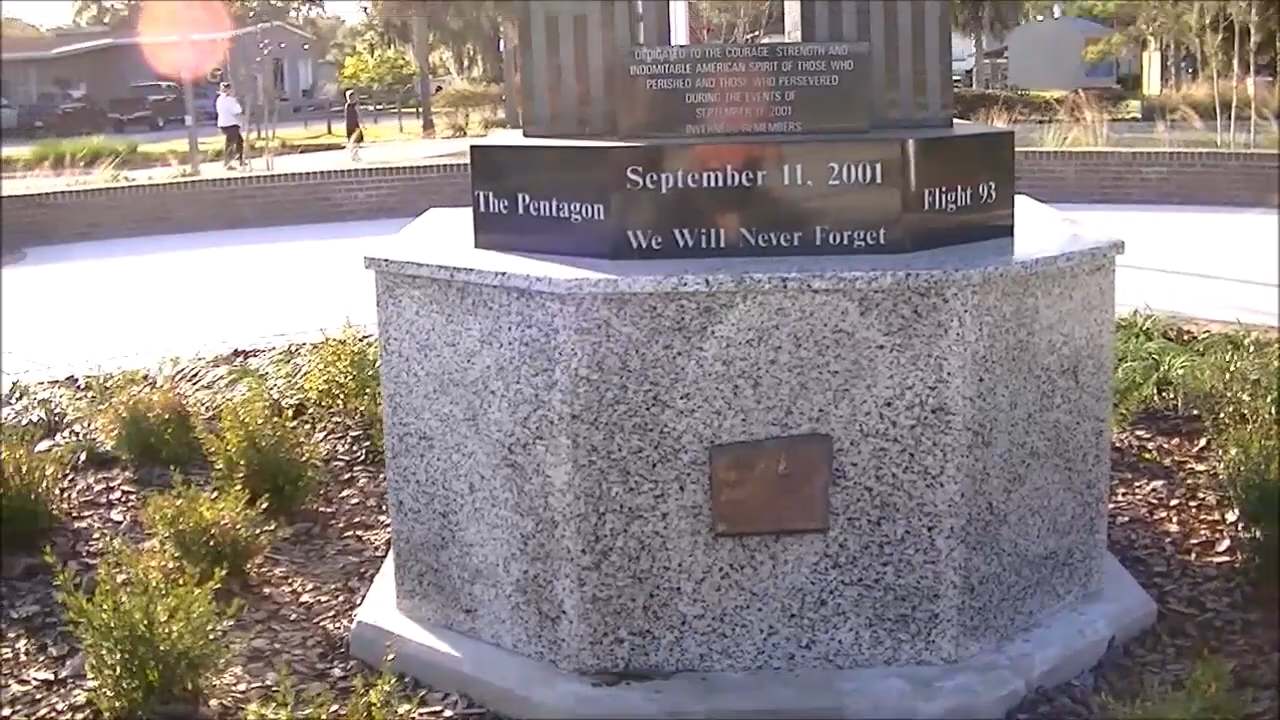 DEDICATED TO THE COURAGE STRENGTH AND
INDOMITABLE AMERICAN SPIRIT OF THOSE WHO
PERISHED AND THOSE WHO PERSEVERED
DURING THE EVENTS OF
SEPTEMBER 11 2001
INVERNESS REMEMBERS
September 11, 2001
The Pentagon
Flight 93
We Will Never Forget